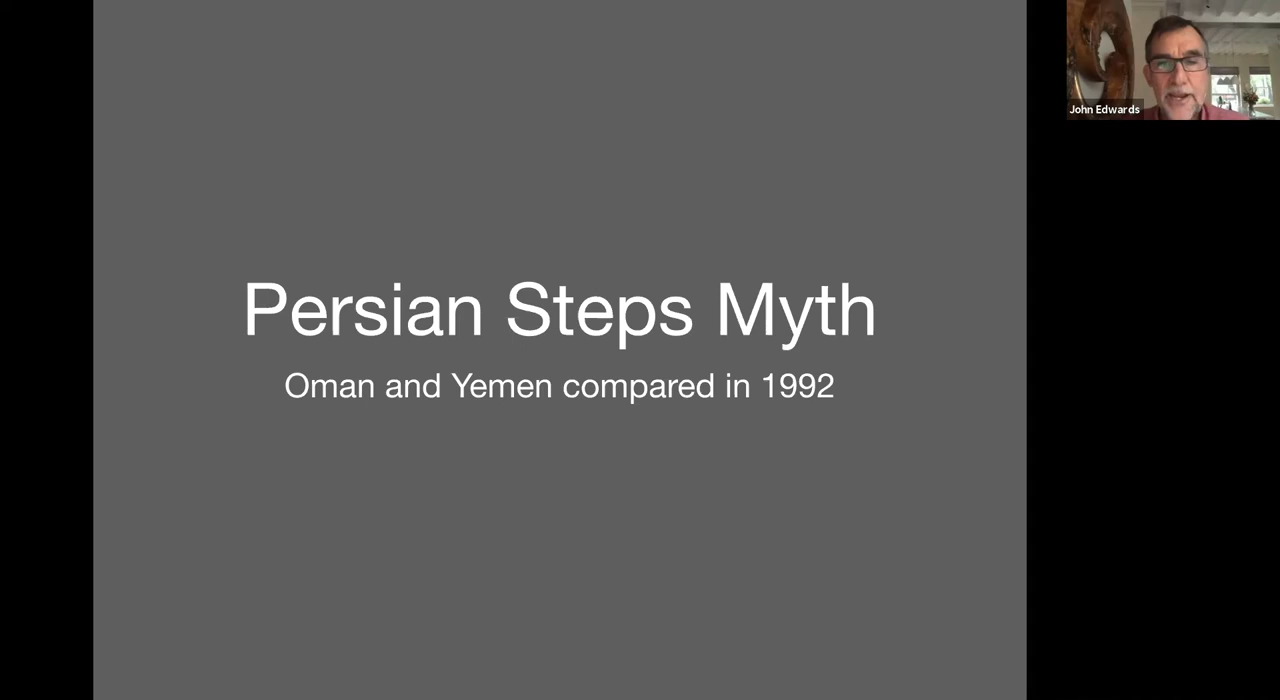 Persian Steps Myth
Oman and Yemen compared in 1992
John Edwards